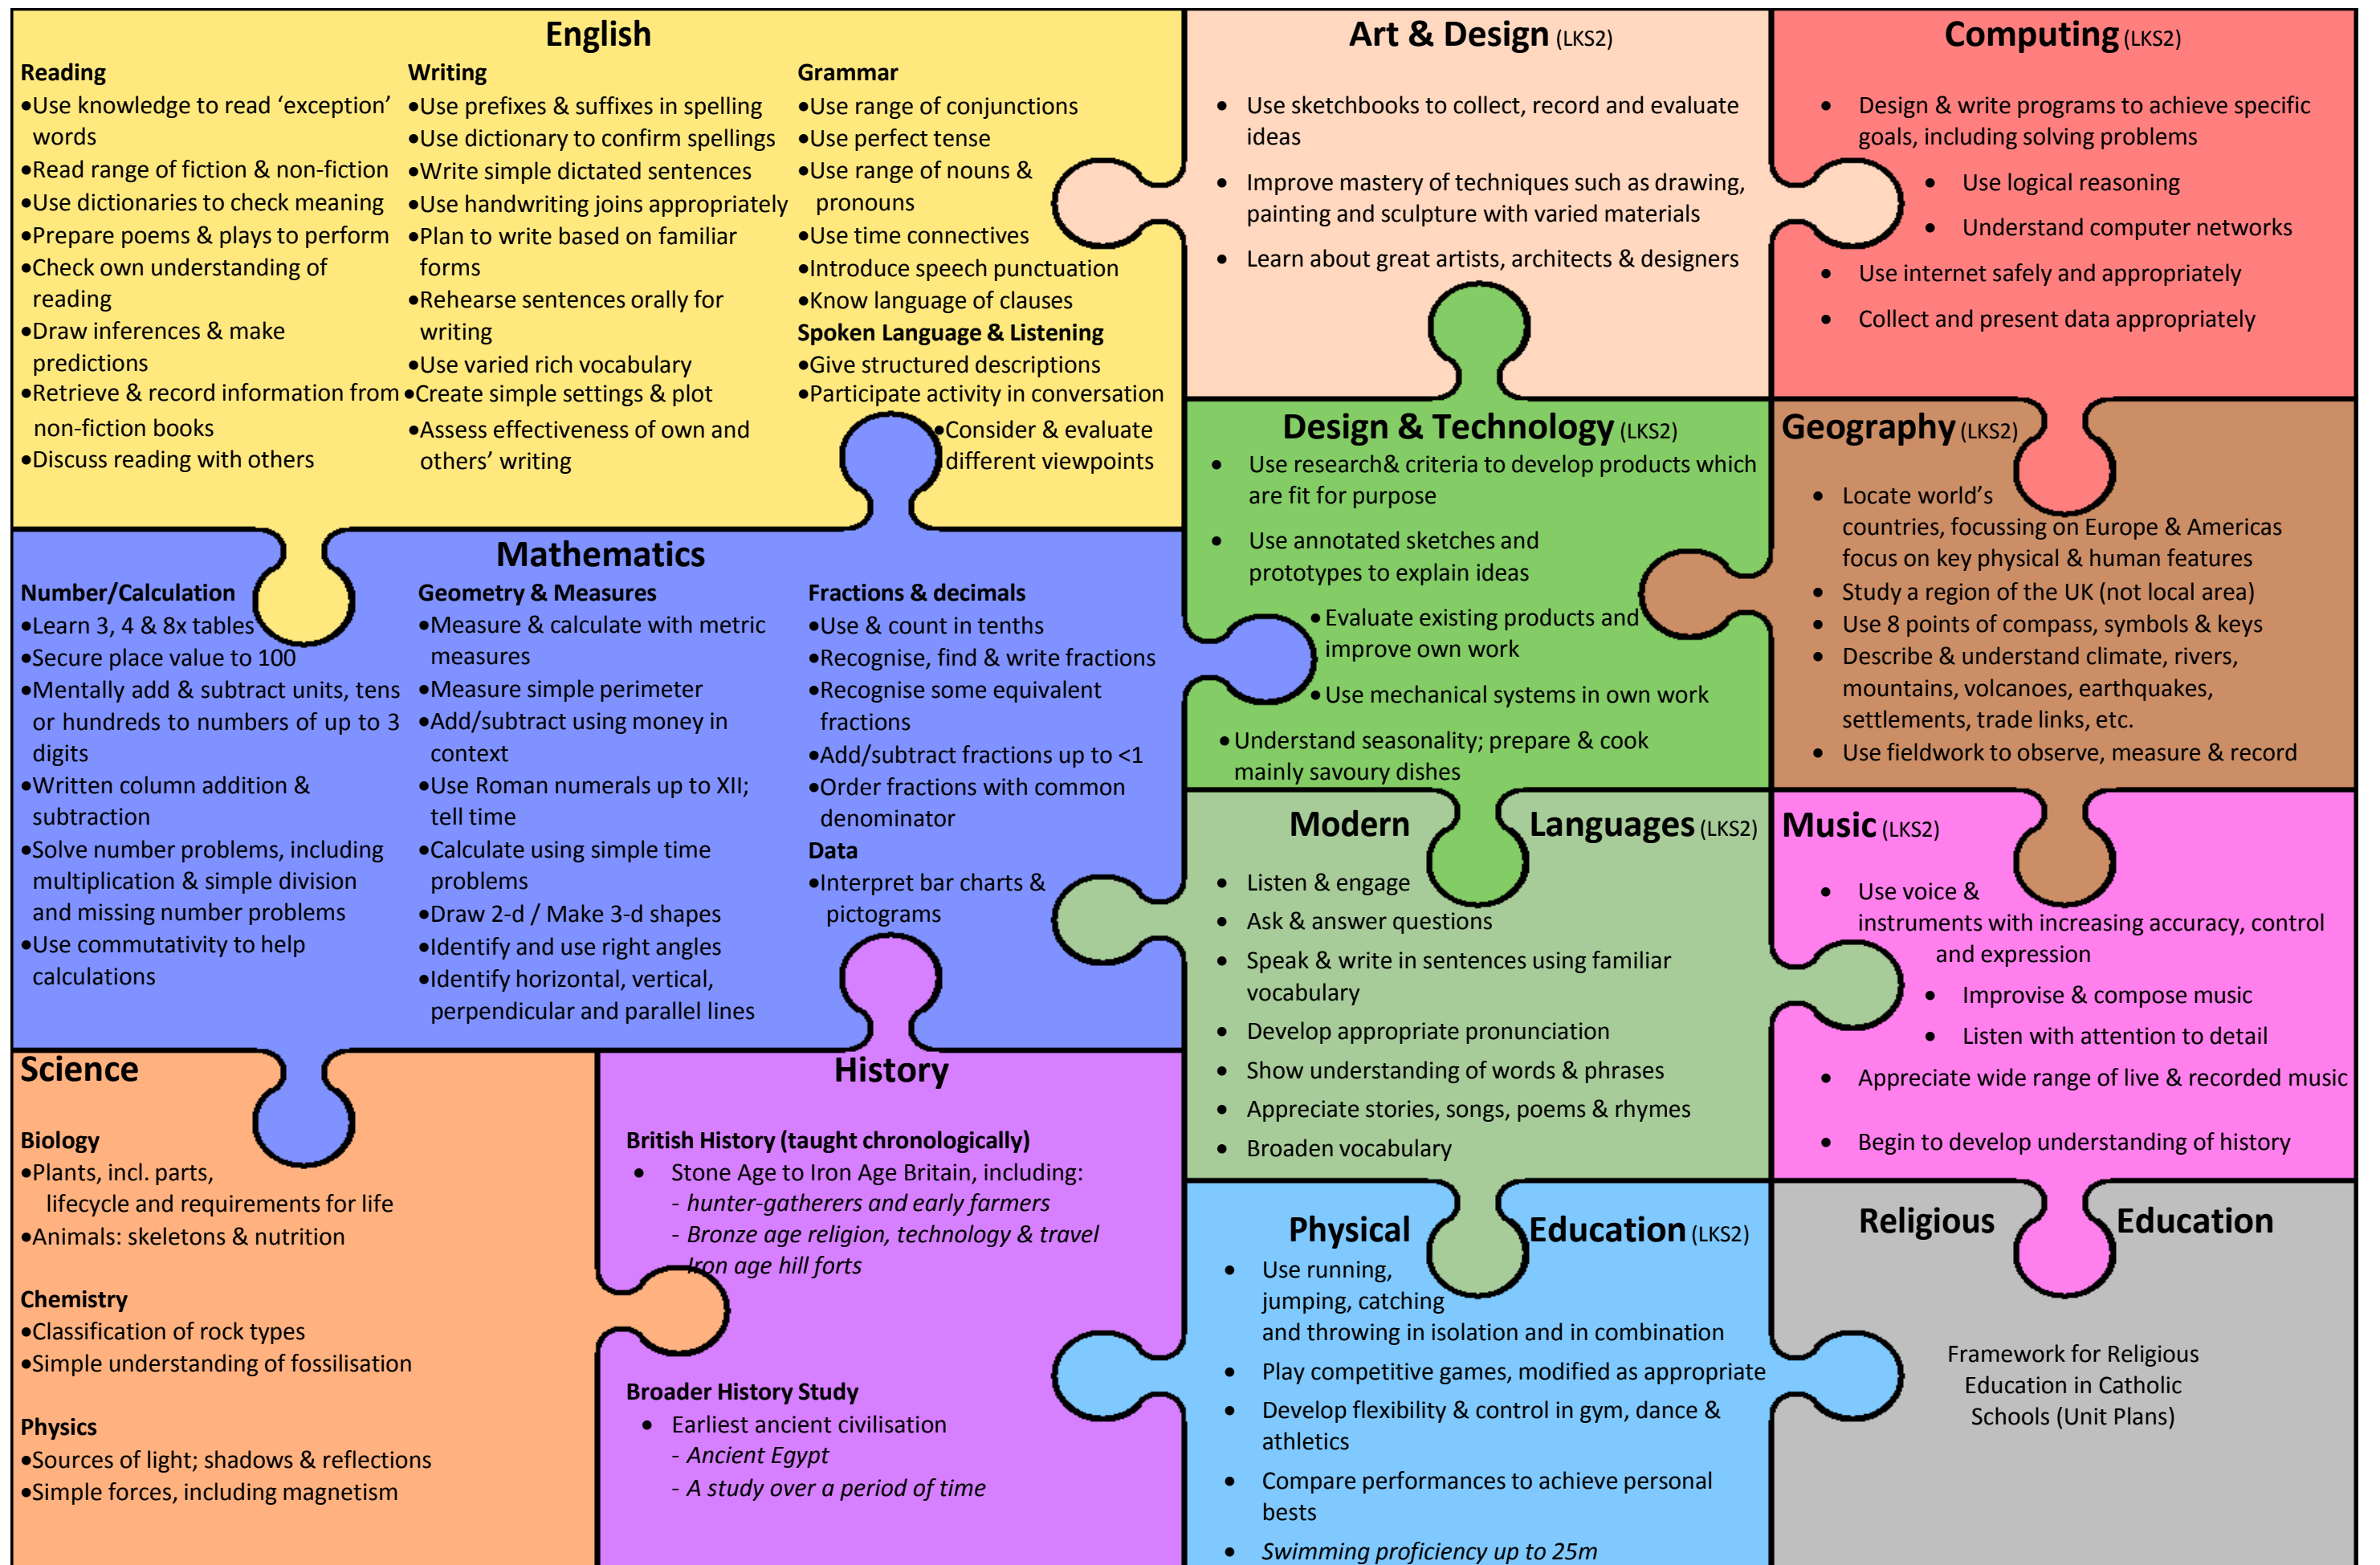 English
Reading
•Use knowledge to read ‘exception’
words
•Read range of fiction & non-fiction
•Use dictionaries to check meaning
•Prepare poems & plays to perform
•Check own understanding of
reading
•Draw inferences & make
predictions
•Retrieve & record information from
non-fiction books
•Discuss reading with others
Writing
•Use prefixes & suffixes in spelling
•Use dictionary to confirm spellings
•Write simple dictated sentences
•Use handwriting joins appropriately
•Plan to write based on familiar
forms
•Rehearse sentences orally for
writing
•Use varied rich vocabulary
•Create simple settings & plot
•Assess effectiveness of own and
others’ writing
Grammar
•Use range of conjunctions
•Use perfect tense
•Use range of nouns &
pronouns
•Use time connectives
•Introduce speech punctuation
•Know language of clauses
Spoken Language & Listening
•Give structured descriptions
•Participate activity in conversation
•Consider & evaluate
different viewpoints
Art & Design (LKS2)
• Use sketchbooks to collect, record and evaluate
ideas
• Improve mastery of techniques such as drawing,
painting and sculpture with varied materials
• Learn about great artists, architects & designers
Computing (LKS2)
• Design & write programs to achieve specific
goals, including solving problems
• Use logical reasoning
• Understand computer networks
• Use internet safely and appropriately
• Collect and present data appropriately
Mathematics
Number/Calculation
•Learn 3, 4 & 8x tables
•Secure place value to 100
•Mentally add & subtract units, tens
or hundreds to numbers of up to 3
digits
•Written column addition &
subtraction
•Solve number problems, including
multiplication & simple division
and missing number problems
•Use commutativity to help
calculations
Geometry & Measures
•Measure & calculate with metric
measures
•Measure simple perimeter
•Add/subtract using money in
context
•Use Roman numerals up to XII;
tell time
•Calculate using simple time
problems
•Draw 2-d / Make 3-d shapes
•Identify and use right angles
•Identify horizontal, vertical,
perpendicular and parallel lines
Fractions & decimals
•Use & count in tenths
•Recognise, find & write fractions
•Recognise some equivalent
fractions
•Add/subtract fractions up to <1
•Order fractions with common
denominator
Data
•Interpret bar charts &
pictograms
Design & Technology (LKS2)
• Use research& criteria to develop products which
are fit for purpose
• Use annotated sketches and
prototypes to explain ideas
•Evaluate existing products and
improve own work
•Use mechanical systems in own work
•Understand seasonality; prepare & cook
mainly savoury dishes
Geography (LKS2)
• Locate world’s
countries, focussing on Europe & Americas
focus on key physical & human features
• Study a region of the UK (not local area)
• Use 8 points of compass, symbols & keys
• Describe & understand climate, rivers,
mountains, volcanoes, earthquakes,
settlements, trade links, etc.
• Use fieldwork to observe, measure & record
Modern Languages (LKS2)
• Listen & engage
• Ask & answer questions
• Speak & write in sentences using familiar
vocabulary
• Develop appropriate pronunciation
• Show understanding of words & phrases
• Appreciate stories, songs, poems & rhymes
• Broaden vocabulary
Music (LKS2)
• Use voice &
instruments with increasing accuracy, control
and expression
• Improvise & compose music
• Listen with attention to detail
• Appreciate wide range of live & recorded music
• Begin to develop understanding of history
Science
Biology
•Plants, incl. parts,
lifecycle and requirements for life
•Animals: skeletons & nutrition
Chemistry
•Classification of rock types
•Simple understanding of fossilisation
Physics
•Sources of light; shadows & reflections
•Simple forces, including magnetism
History
British History (taught chronologically)
• Stone Age to Iron Age Britain, including:
- hunter-gatherers and early farmers
- Bronze age religion, technology & travel
Iron age hill forts
Broader History Study
• Earliest ancient civilisation
- Ancient Egypt
- A study over a period of time
Physical Education (LKS2)
• Use running,
jumping, catching
and throwing in isolation and in combination
• Play competitive games, modified as appropriate
• Develop flexibility & control in gym, dance &
athletics
• Compare performances to achieve personal
bests
• Swimming proficiency up to 25m
Religious Education
Framework for Religious
Education in Catholic
Schools (Unit Plans)